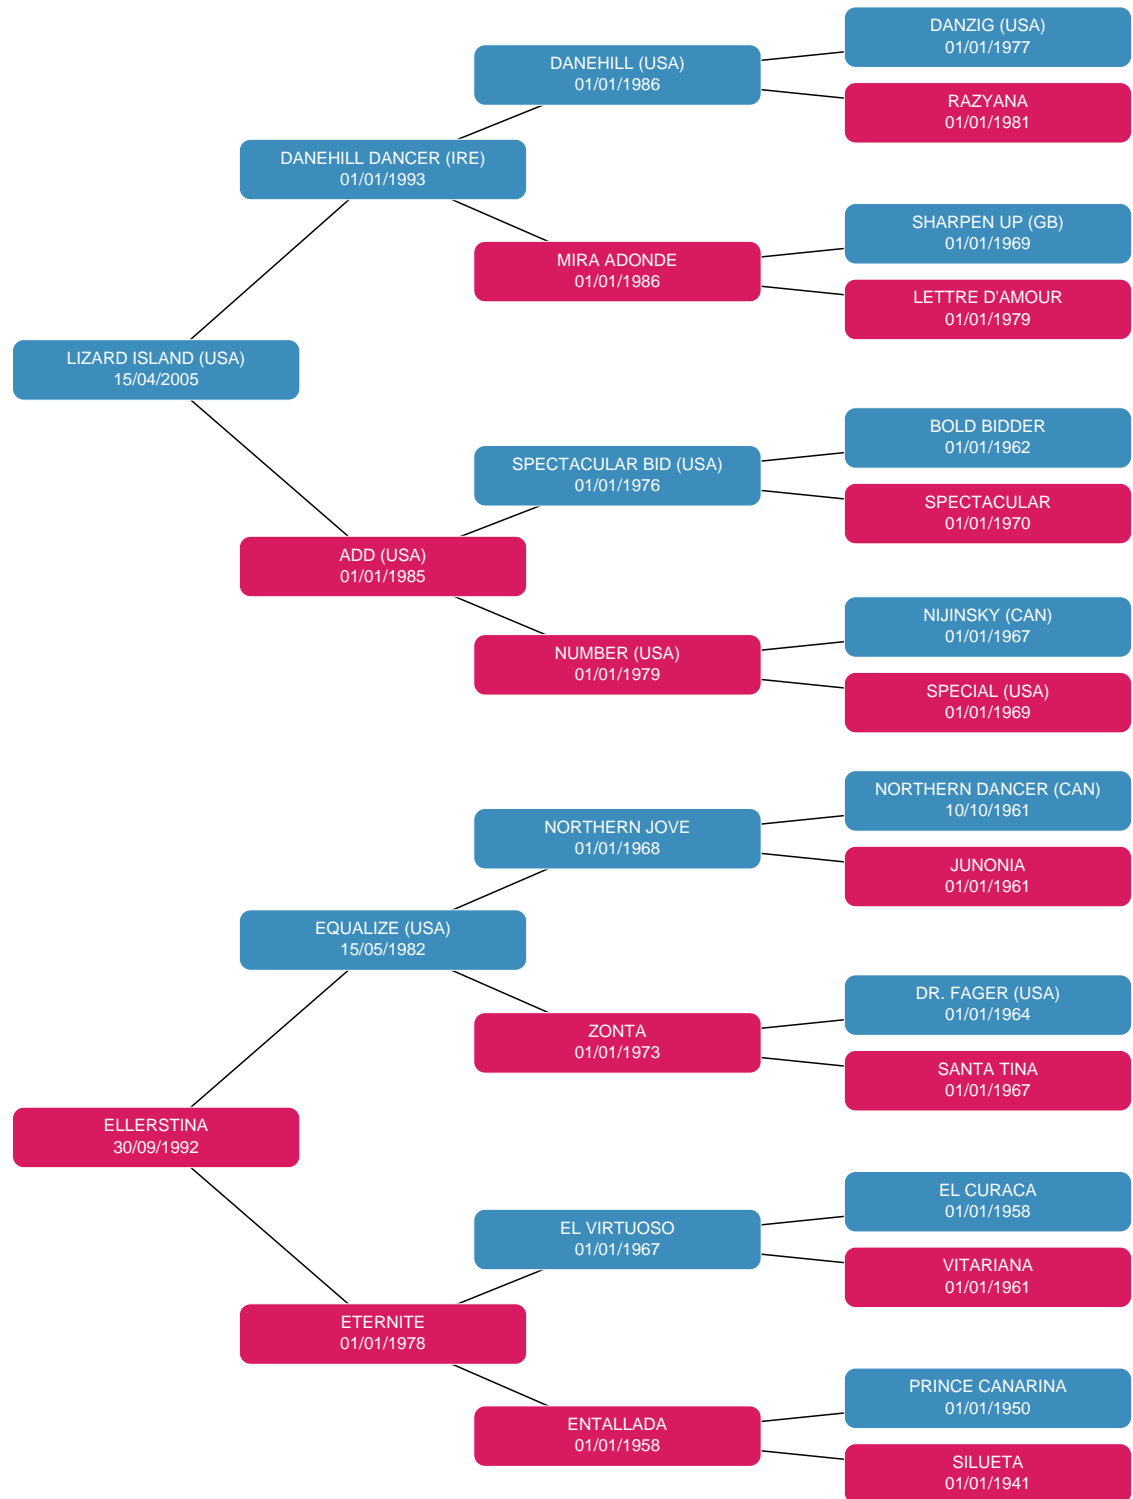 DANZIG (USA)
01/01/1977
DANEHILL (USA)
01/01/1986
RAZYANA
01/01/1981
DANEHILL DANCER (IRE)
01/01/1993
SHARPEN UP (GB)
01/01/1969
MIRA ADONDE
01/01/1986
LETTRE D'AMOUR
01/01/1979
LIZARD ISLAND (USA)
15/04/2005
BOLD BIDDER
01/01/1962
SPECTACULAR BID (USA)
01/01/1976
SPECTACULAR
01/01/1970
ADD (USA)
01/01/1985
NIJINSKY (CAN)
01/01/1967
NUMBER (USA)
01/01/1979
SPECIAL (USA)
01/01/1969
NORTHERN DANCER (CAN)
10/10/1961
NORTHERN JOVE
01/01/1968
JUNONIA
01/01/1961
EQUALIZE (USA)
15/05/1982
DR. FAGER (USA)
01/01/1964
ZONTA
01/01/1973
SANTA TINA
01/01/1967
ELLERSTINA
30/09/1992
EL CURACA
01/01/1958
EL VIRTUOSO
01/01/1967
VITARIANA
01/01/1961
ETERNITE
01/01/1978
PRINCE CANARINA
01/01/1950
ENTALLADA
01/01/1958
SILUETA
01/01/1941